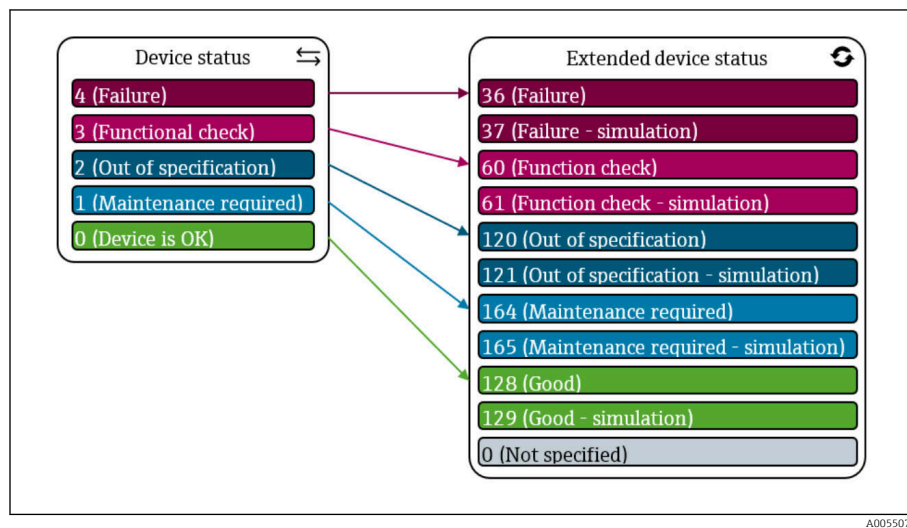 Device status
4 (Failure)
3 (Functional check)
2 (Out of specification)
1 (Maintenance required)
0 (Device is OK)
Extended device status
36 (Failure)
37 (Failure - simulation)
60 (Function check)
61 (Function check - simulation)
120 (Out of specification)
121 (Out of specification - simulation)
164 (Maintenance required)
165 (Maintenance required - simulation)
128 (Good)
129 (Good - simulation)
0 (Not specified)